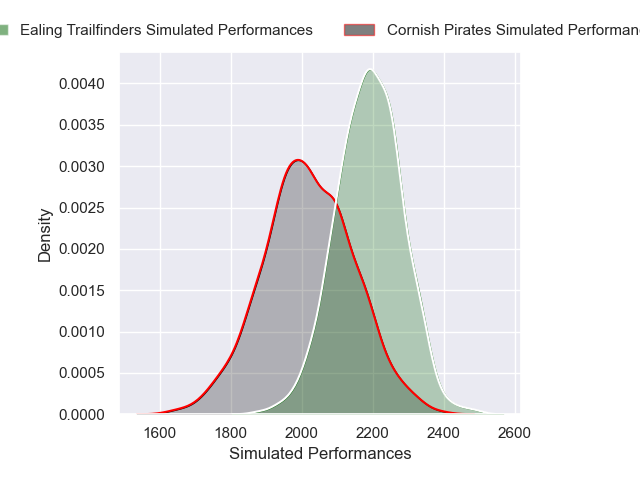 Ealing Trailfinders Simulated Performances
Cornish Pirates Simulated
0.0040
0.0035
0.0030
0.0025
0.0020
0.0015
0.0010
0.0005
0.0000
Density
1600 1800 2000 2200 2400 2600
Simulated Performances